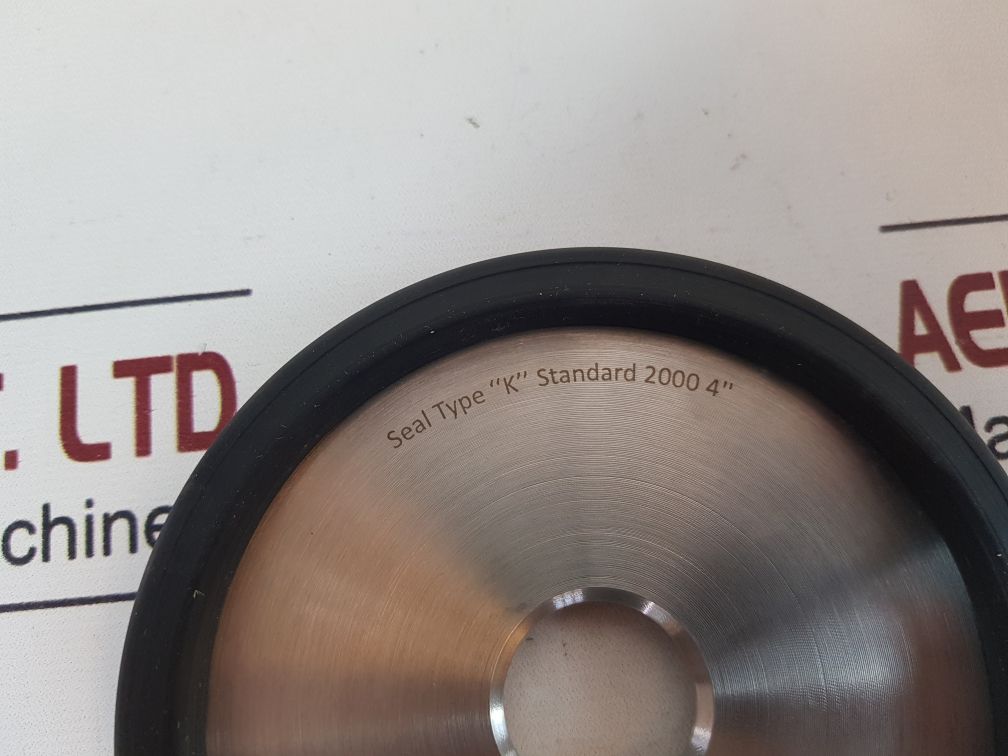 Seal Type “K” Standard 2000 4"
LTD
chine
AE